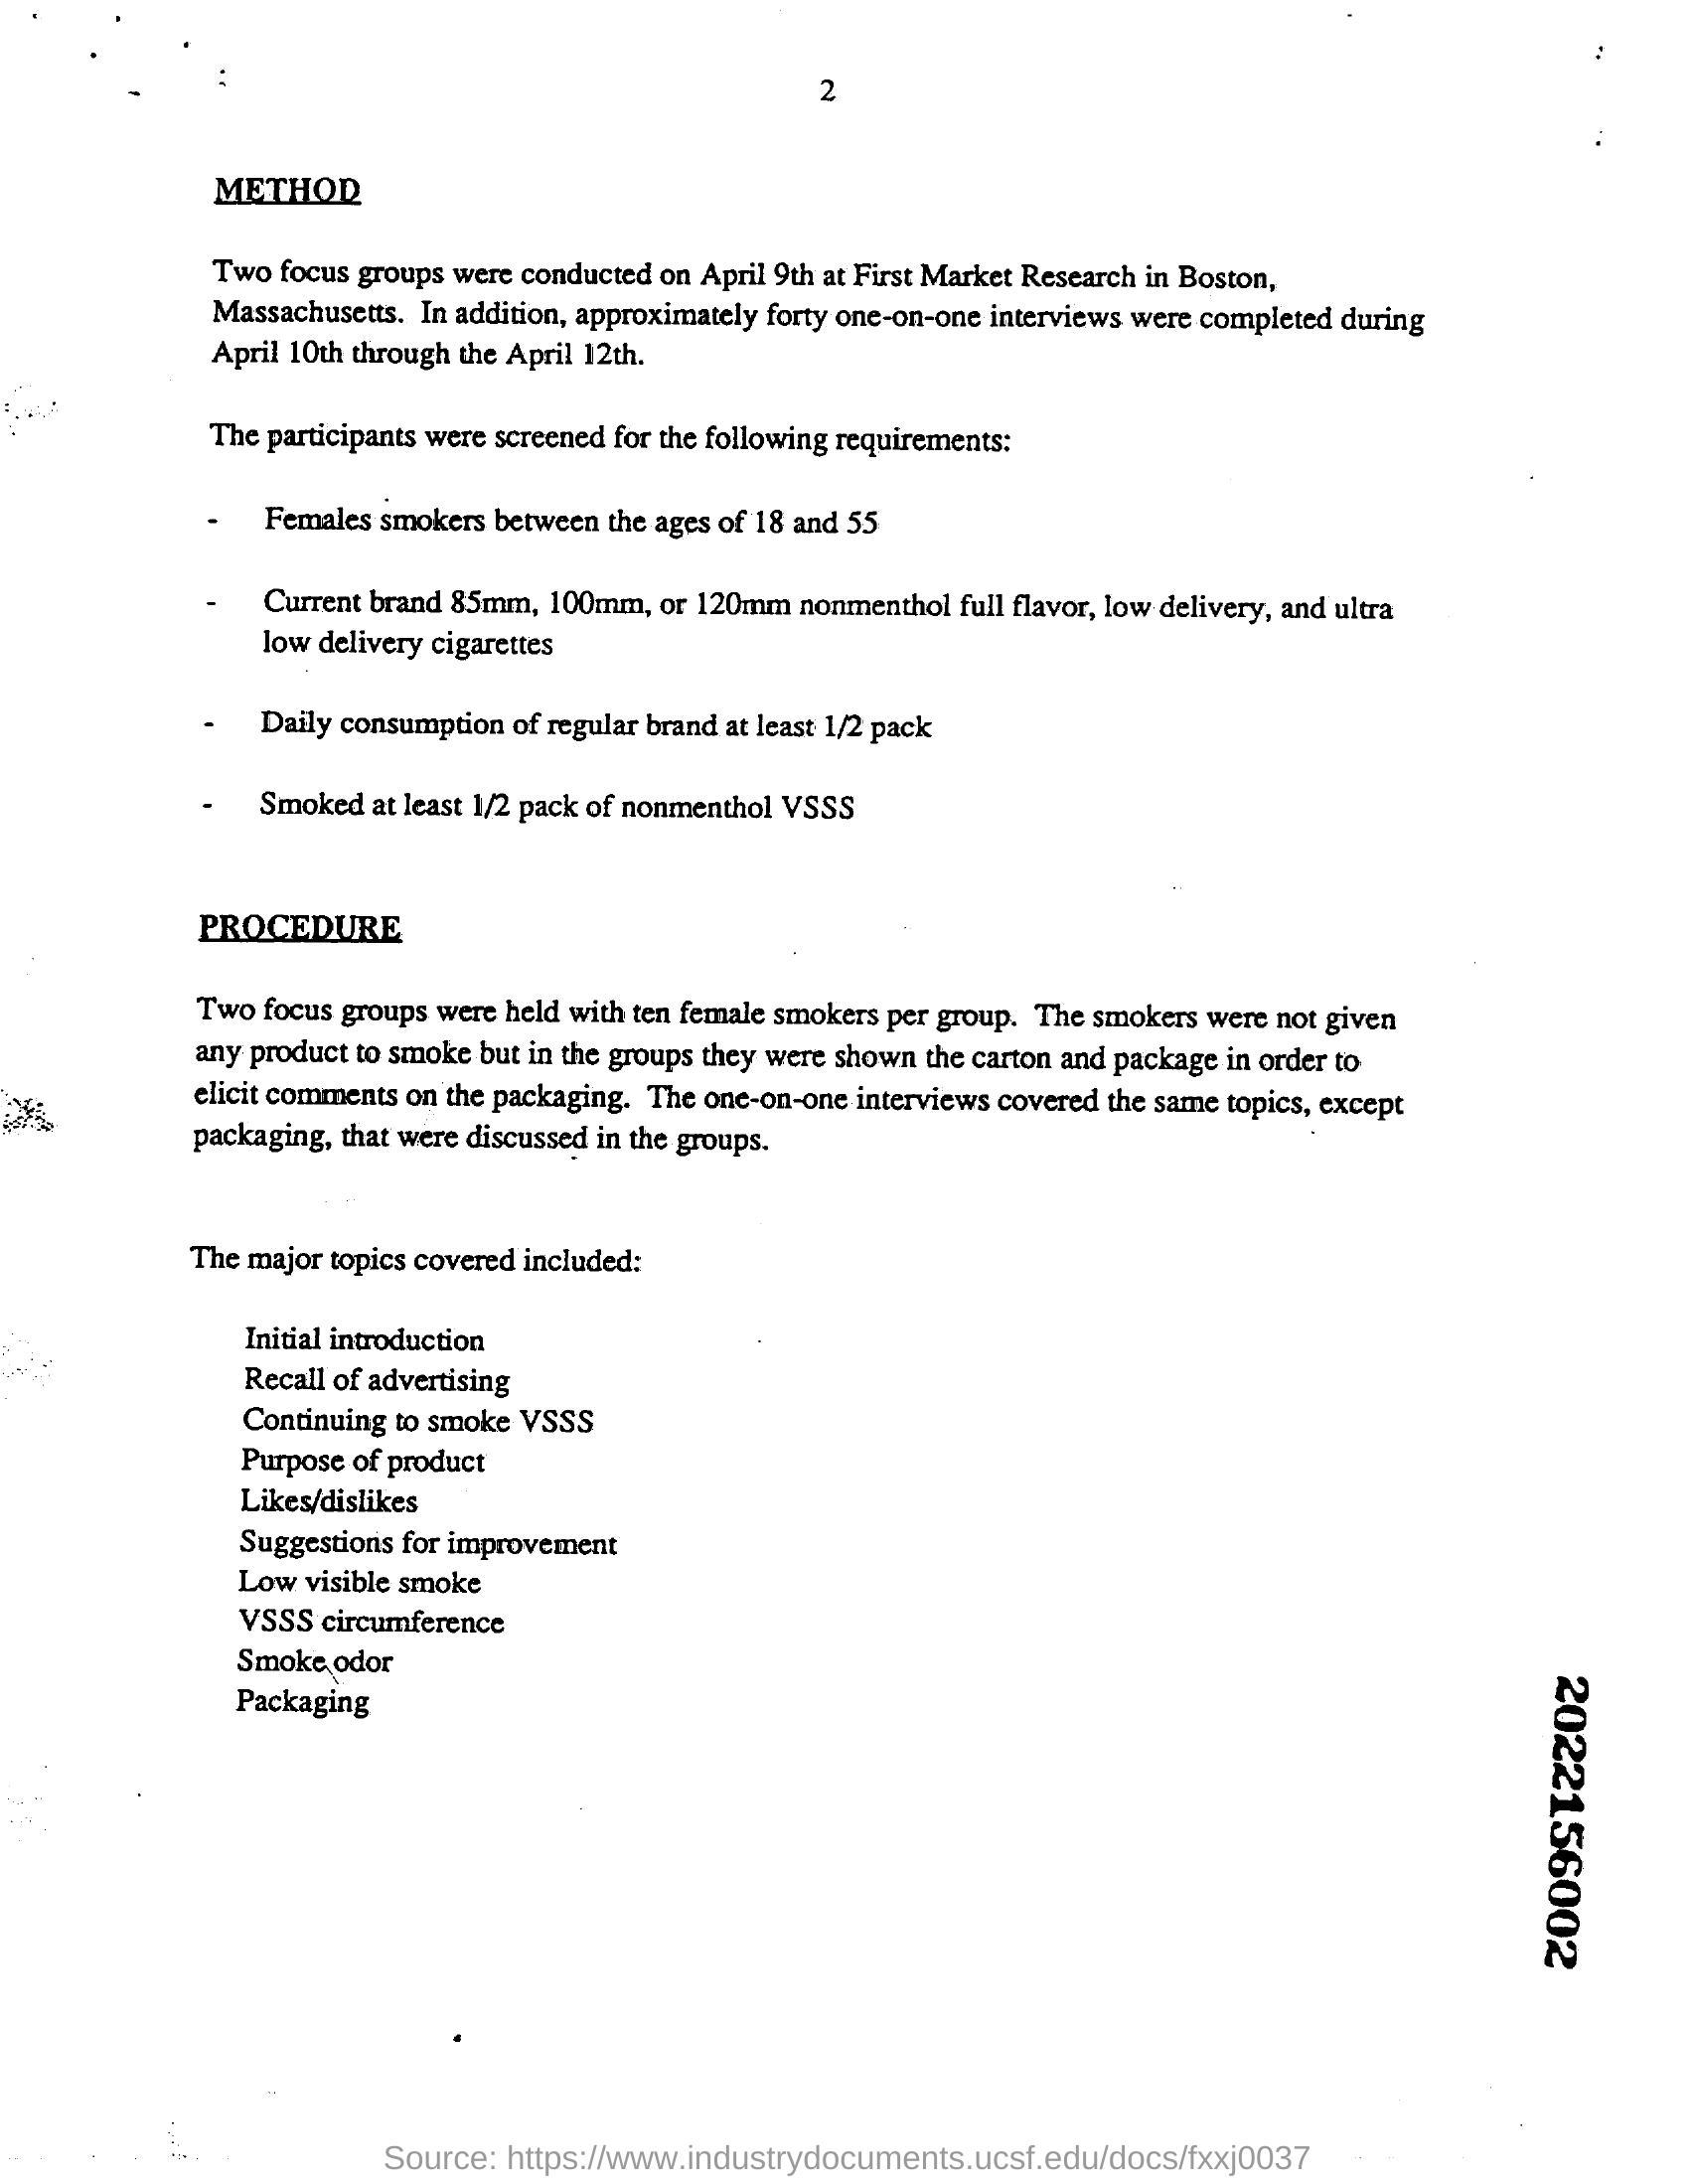 2
METHOD
Two focus groups were conducted on April 9th at First Market Research in Boston,
Massachusetts. In addition, approximately forty one-on-one interviews were completed during
April 10th through the April 12th.
The participants were screened for the following requirements:
- Females smokers between the ages of 18 and 55
- Current brand 85mm, 100mm, or 120mm nonmenthol full flavor, low delivery, and ultra
low delivery cigarettes
- Daily consumption of regular brand at least 1/2 pack
- Smoked at least 1/2 pack of nonmenthol VSSS
PROCEDURE
Two focus groups were held with ten female smokers per group. The smokers were not given
any product to smoke but in the groups they were shown the carton and package in order to
elicit comments on the packaging. The one-on-one interviews covered the same topics, except
packaging, that were discussed in the groups.
The major topics covered included:
Initial introduction
Recall of advertising
Continuing to smoke VSSS
Purpose of product
Likes/dislikes
Suggestions for improvement
Low visible smoke
VSSS circumference
Smoke odor
Packaging
2022156002
Source: https://www.industrydocuments.ucsf.edu/docs/fxxj0037